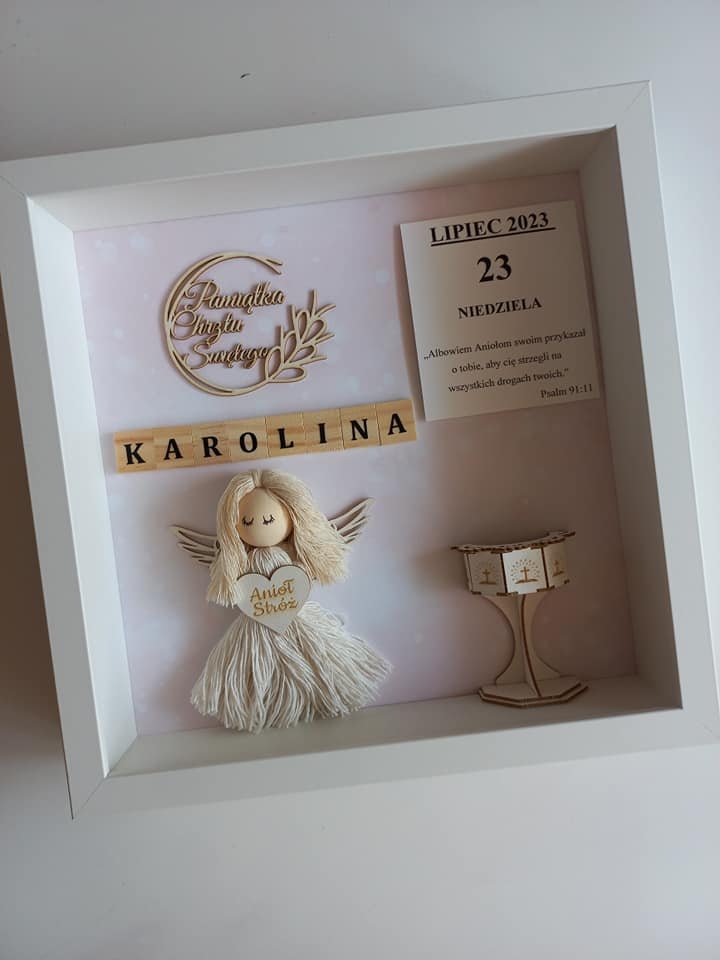 Pamiątka
Chrztu
Świętego
LIPIEC 2023
23
NIEDZIELA
„Albowiem Aniołom swoim przykazał
o tobie, aby cię strzegli na
wszystkich drogach twoich.”
Psalm 91:11
KAROLINA
Anioł
Stróż